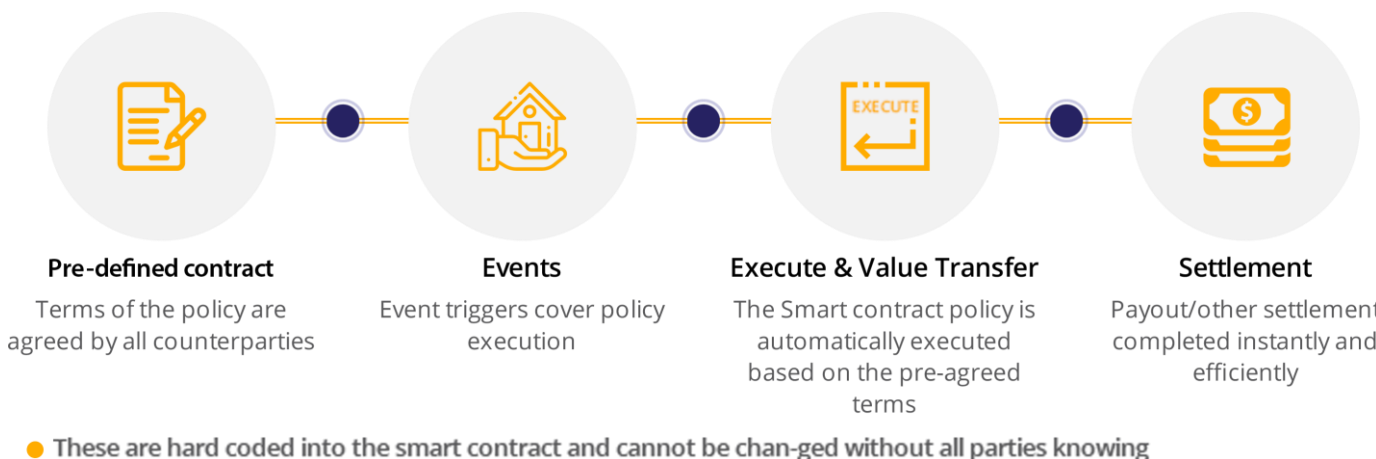 EXECUTE
Pre-defined contract
Terms of the policy are
agreed by all counterparties
Events
Event triggers cover policy
execution
Execute & Value Transfer
The Smart contract policy is
automatically executed
based on the pre-agreed
terms
Settlement
Payout/other settlement
completed instantly and
efficiently
These are hard coded into the smart contract and cannot be chan-ged without all parties knowing